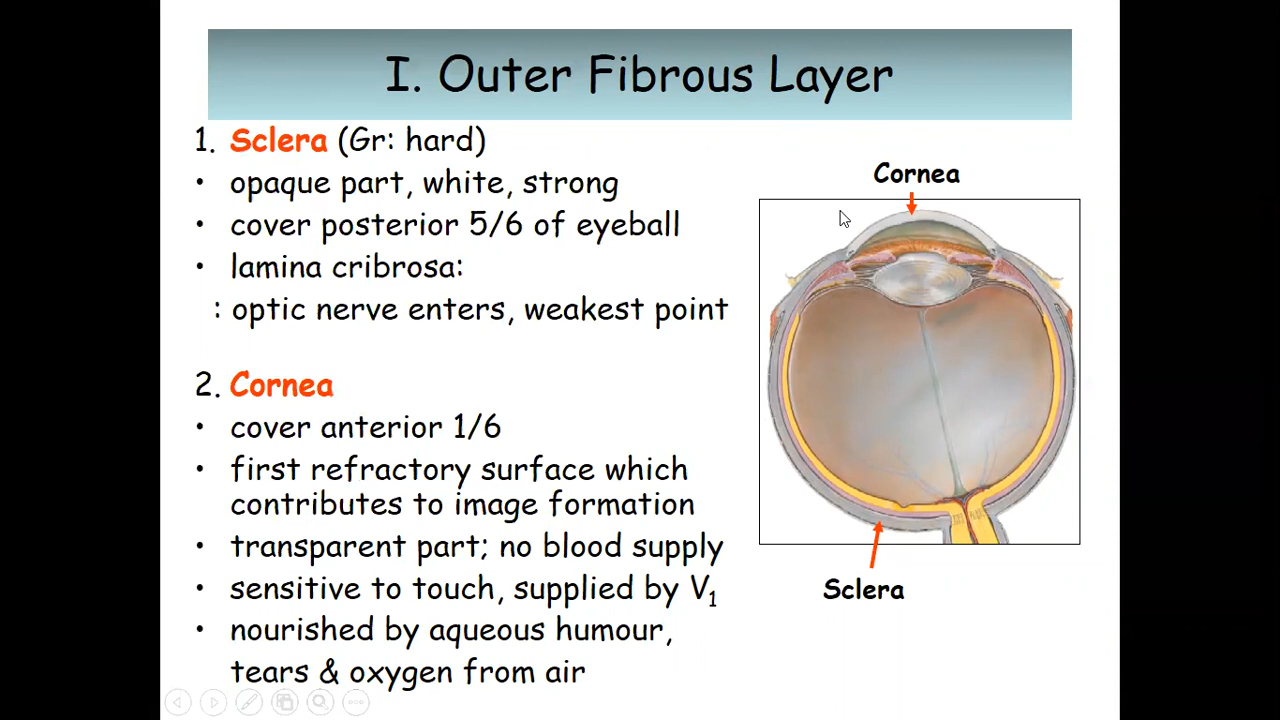 I. Outer Fibrous Layer
1. Sclera (Gr: hard)
• opaque part, white, strong
• cover posterior 5/6 of eyeball
• lamina cribrosa:
: optic nerve enters, weakest point
2. Cornea
• cover anterior 1/6
• first refractory surface which
contributes to image formation
• transparent part; no blood supply
• sensitive to touch, supplied by V₁
• nourished by aqueous humour,
tears & oxygen from air
Cornea
Sclera